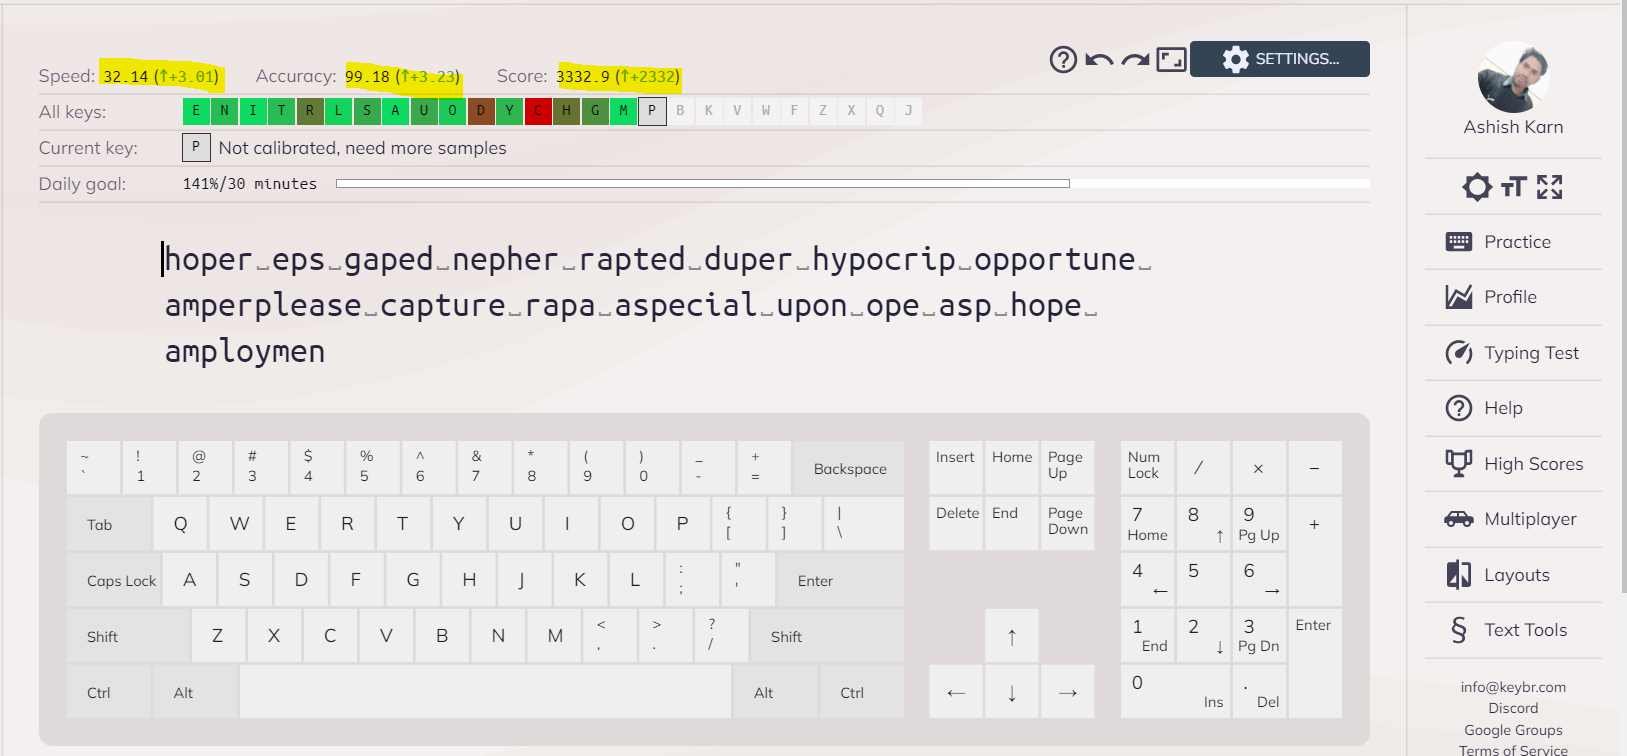 Speed: 32.14 (↑+3.01) Accuracy: 99.18 (↑+3.23) Score: 3332.9 (↑+2332)
SETTINGS...
All keys: E N I T R L S A U O D Y C H G M P B K V W F Z X Q J
Current key: P Not calibrated, need more samples
Daily goal: 141%/30 minutes
hoper␣eps␣gaped␣nepher␣rapted␣duper␣hypocrip␣opportune␣
amperplease␣capture␣rapa␣aspecial␣upon␣ope␣asp␣hope␣
amploymen
~ ! @ # $ % ^ & * ( ) _ +
` 1 2 3 4 5 6 7 8 9 0 - = Backspace
Tab Q W E R T Y U I O P { } |
[ ] \
Caps Lock A S D F G H J K L : " Enter
; '
Shift Z X C V B N M < > ? Shift
, . /
Ctrl Alt Alt Ctrl
Insert Home Page Up
Delete End Page Down
↑
← ↓ →
Num Lock / × −
7 Home 8 ↑ 9 Pg Up +
4 ← 5 6 →
1 End 2 ↓ 3 Pg Dn Enter
0 Ins . Del
Ashish Karn
TT
Practice
Profile
Typing Test
Help
High Scores
Multiplayer
Layouts
§ Text Tools
info@keybr.com
Discord
Google Groups
Terms of Service